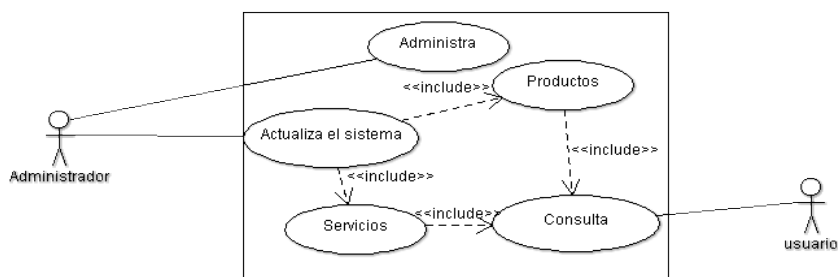 Administra
Productos
<<include>>
Actualiza el sistema
<<include>>
Administrador
<<include>>
Servicios
<<include>>
Consulta
usuario